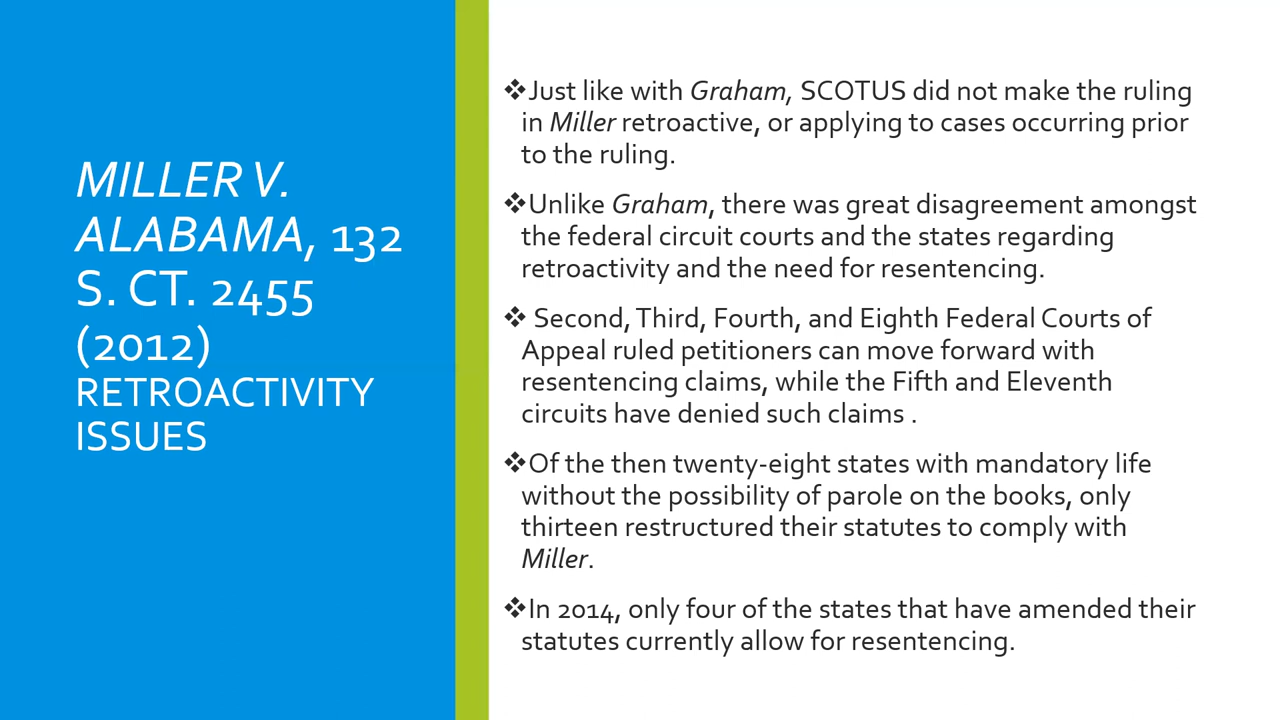 MILLER V.
ALABAMA, 132
S. CT. 2455
(2012)
RETROACTIVITY
ISSUES
❖Just like with Graham, SCOTUS did not make the ruling
in Miller retroactive, or applying to cases occurring prior
to the ruling.
❖Unlike Graham, there was great disagreement amongst
the federal circuit courts and the states regarding
retroactivity and the need for resentencing.
❖ Second, Third, Fourth, and Eighth Federal Courts of
Appeal ruled petitioners can move forward with
resentencing claims, while the Fifth and Eleventh
circuits have denied such claims .
❖Of the then twenty-eight states with mandatory life
without the possibility of parole on the books, only
thirteen restructured their statutes to comply with
Miller.
❖In 2014, only four of the states that have amended their
statutes currently allow for resentencing.